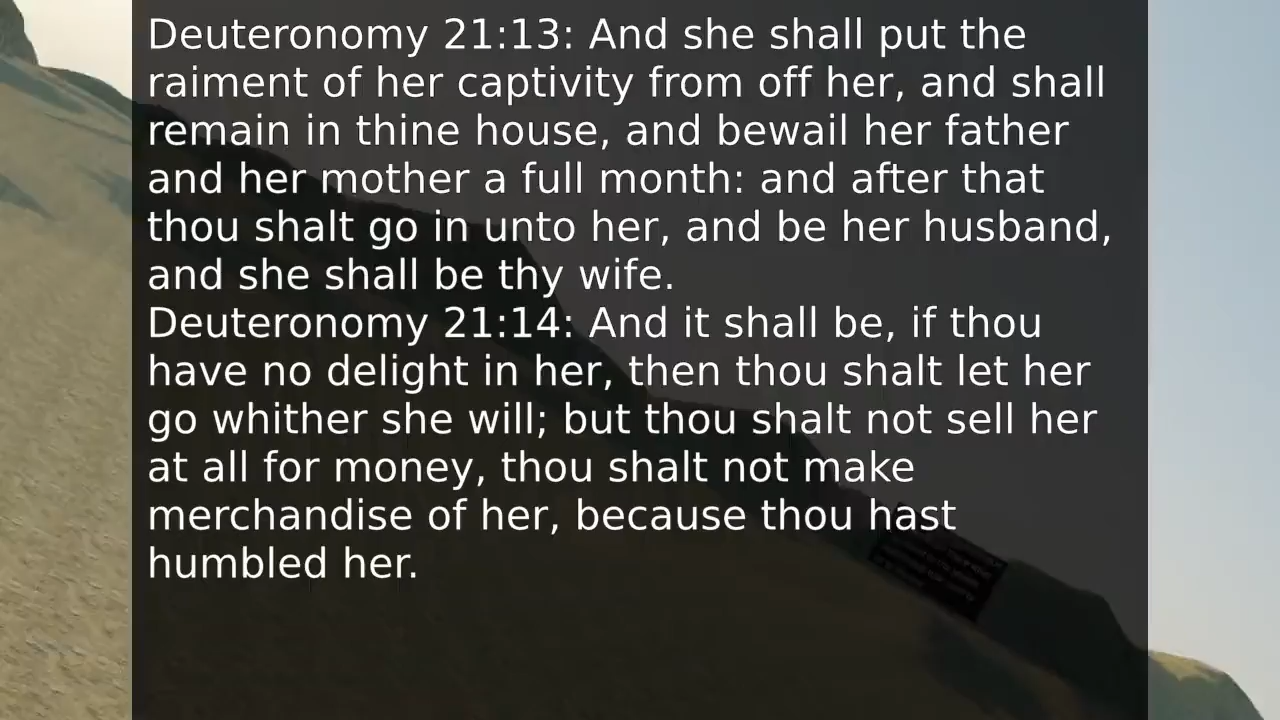 Deuteronomy 21:13: And she shall put the
raiment of her captivity from off her, and shall
remain in thine house, and bewail her father
and her mother a full month: and after that
thou shalt go in unto her, and be her husband,
and she shall be thy wife.
Deuteronomy 21:14: And it shall be, if thou
have no delight in her, then thou shalt let her
go whither she will; but thou shalt not sell her
at all for money, thou shalt not make
merchandise of her, because thou hast
humbled her.